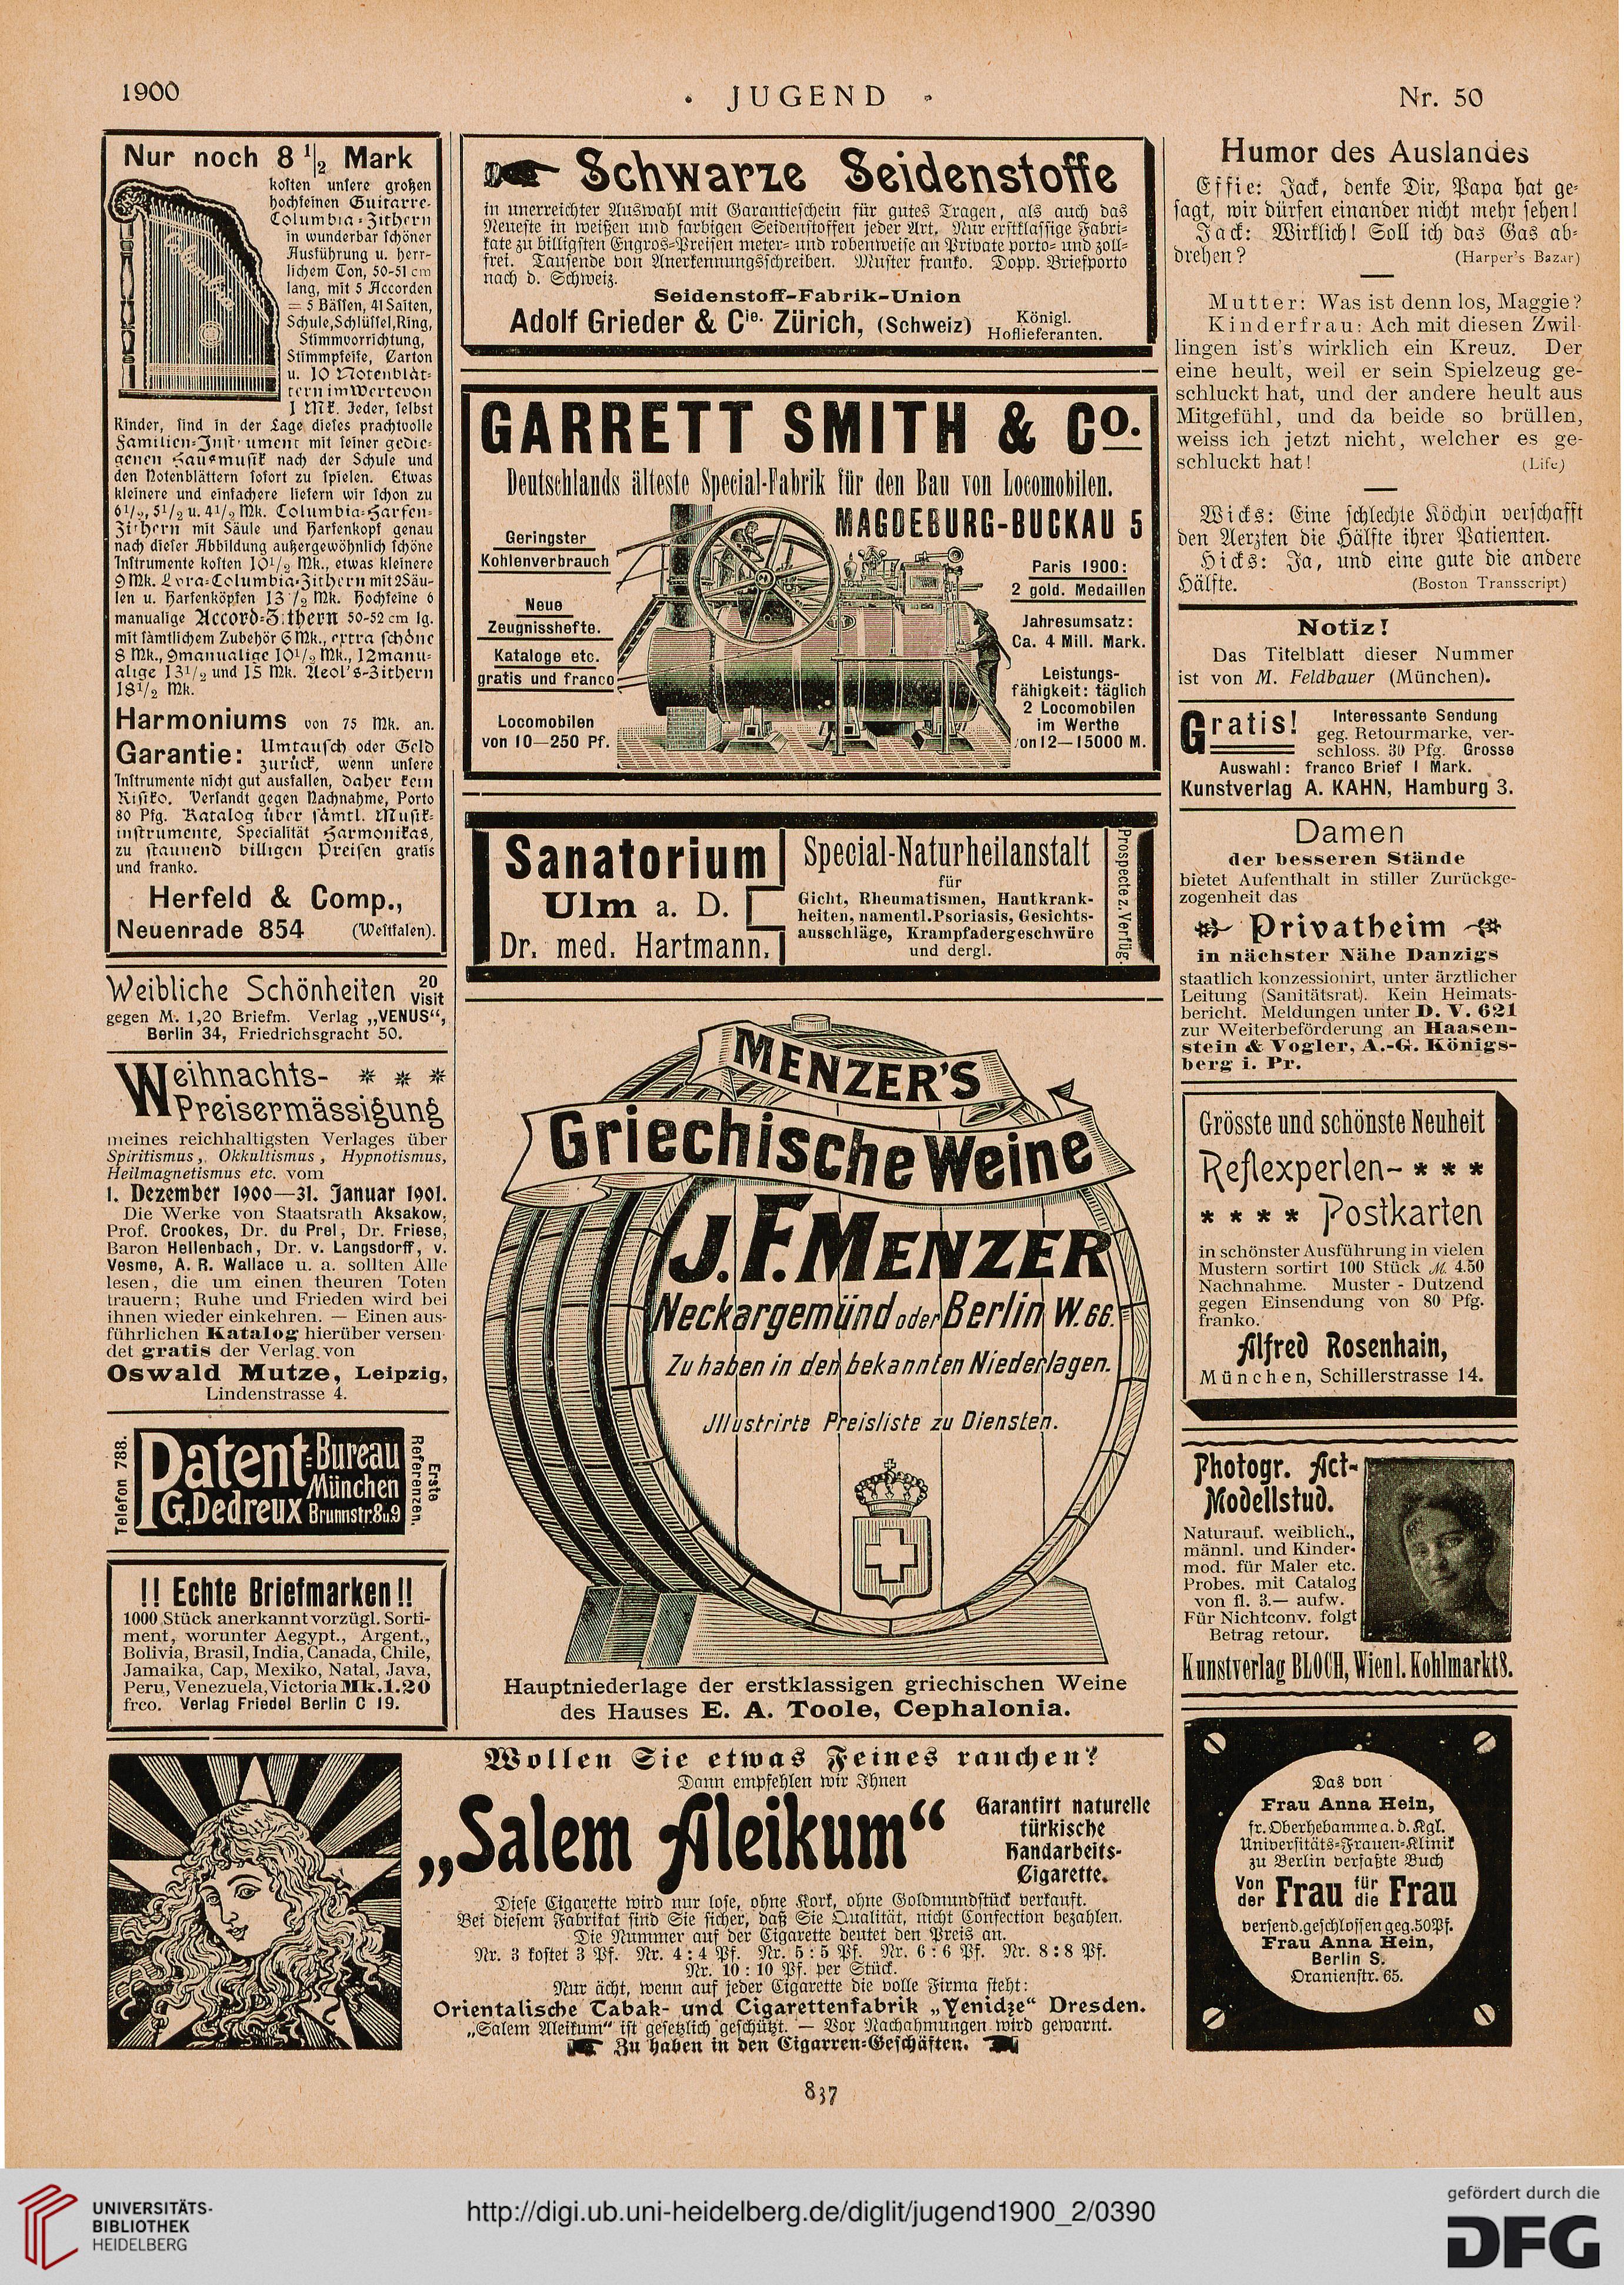 1900
• JUGEND •
Nr. 50
Nur noch 8 1/2 Mark
kosten unsere großen
hochfeinen Guitarre-
Columbia-Zithern
in wunderbar schöner
Ausführung u. herr-
lichem Ton, 50-51 cm
lang, mit 5 Accorden
= 5 Bässen, 41 Saiten,
Schule, Schlüssel, Ring,
Stimmvorrichtung,
Stimmpfeife, Carton
u. 10 Notenblät-
tern im Werte von
1 Mk. Jeder, selbst
Kinder, sind in der Lage dieses prachtvolle
Familien-Instrument mit seiner gedie-
genen Hausmusik nach der Schule und
den Notenblättern sofort zu spielen. Etwas
kleinere und einfachere liefern wir schon zu
6 1/2, 5 1/2 u. 4 1/2 Mk. Columbia-Harfen-
Zithern mit Säule und Harfenkopf genau
nach dieser Abbildung außergewöhnlich schöne
Instrumente kosten 10 1/2 Mk., etwas kleinere
9 Mk. Lyra-Columbia-Zithern mit 2 Säu-
len u. Harfenköpfen 13 1/2 Mk. Hochfeine 6
manualige Accord-Zithern 50-52 cm lg.
mit sämtlichem Zubehör 6 Mk., extra schöne
8 Mk., 9manualige 10 1/2 Mk., 12manu-
alige 13 1/2 und 15 Mk. Aeol's-Zithern
18 1/2 Mk.
Harmoniums von 75 Mk. an.
Garantie: Umtausch oder Geld
zurück, wenn unsere
Instrumente nicht gut ausfallen, daher kein
Risiko. Versandt gegen Nachnahme, Porto
80 Pfg. Katalog über sämtl. Musik-
instrumente, Specialität Harmonikas,
zu staunend billigen Preisen gratis
und franko.
Herfeld & Comp.,
Neuenrade 854 (Westfalen).
Weibliche Schönheiten 20 Visit
gegen M. 1,20 Briefm. Verlag „VENUS“,
Berlin 34, Friedrichsgracht 50.
Weihnachts- * * *
Preisermässigung
meines reichhaltigsten Verlages über
Spiritismus, Okkultismus, Hypnotismus,
Heilmagnetismus etc. vom
1. Dezember 1900—31. Januar 1901.
Die Werke von Staatsrath Aksakow,
Prof. Crookes, Dr. du Prel, Dr. Friese,
Baron Hellenbach, Dr. v. Langsdorff, v.
Vesme, A. R. Wallace u. a. sollten Alle
lesen, die um einen theuren Toten
trauern; Ruhe und Frieden wird bei
ihnen wieder einkehren. — Einen aus-
führlichen Katalog hierüber versen-
det gratis der Verlag von
Oswald Mutze, Leipzig,
Lindenstrasse 4.
Telefon 788.
Patent-Bureau
München
G. Dedreux Brunnstr. 8 u. 9
Erste
Referenzen.
!! Echte Briefmarken !!
1000 Stück anerkannt vorzügl. Sorti-
ment, worunter Aegypt., Argent.,
Bolivia, Brasil, India, Canada, Chile,
Jamaika, Cap, Mexiko, Natal, Java,
Peru, Venezuela, Victoria Mk. 1.20
frco. Verlag Friedel Berlin C 19.
Schwarze Seidenstoffe
in unerreichter Auswahl mit Garantieschein für gutes Tragen, als auch das
Neueste in weißen und farbigen Seidenstoffen jeder Art. Nur erstklassige Fabri-
kate zu billigsten Engros-Preisen meter- und robenweise an Private porto- und zoll-
frei. Tausende von Anerkennungsschreiben. Muster franko. Dopp. Briefporto
nach d. Schweiz.
Seidenstoff-Fabrik-Union
Adolf Grieder & Cie. Zürich, (Schweiz) Königl.
Hoflieferanten.
GARRETT SMITH & Co.
Deutschlands älteste Special-Fabrik für den Bau von Locomobilen.
MAGDEBURG-BUCKAU 5
Geringster
Kohlenverbrauch
Neue
Zeugnisshefte.
Kataloge etc.
gratis und franco
Locomobilen
von 10—250 Pf.
Paris 1900:
2 gold. Medaillen
Jahresumsatz:
Ca. 4 Mill. Mark.
Leistungs-
fähigkeit: täglich
2 Locomobilen
im Werthe
von 12—15000 M.
Sanatorium
Ulm a. D.
Dr. med. Hartmann.
Special-Naturheilanstalt
für
Gicht, Rheumatismen, Hautkrank-
heiten, namentl. Psoriasis, Gesichts-
ausschläge, Krampfadergeschwüre
und dergl.
Prospecte z. Verfüg.
MENZER'S
Griechische Weine
J. F. MENZER
Neckargemünd oder Berlin W. 66.
Zu haben in den bekannten Niederlagen.
Jllustrirte Preisliste zu Diensten.
Hauptniederlage der erstklassigen griechischen Weine
des Hauses E. A. Toole, Cephalonia.
Wollen Sie etwas Feines rauchen?
Dann empfehlen wir Ihnen
„Salem Aleikum“
Garantirt naturelle
türkische
Handarbeits-
Cigarette.
Diese Cigarette wird nur lose, ohne Kork, ohne Goldmundstück verkauft.
Bei diesem Fabrikat sind Sie sicher, daß Sie Qualität, nicht Confection bezahlen.
Die Nummer auf der Cigarette deutet den Preis an.
Nr. 3 kostet 3 Pf. Nr. 4 : 4 Pf. Nr. 5 : 5 Pf. Nr. 6 : 6 Pf. Nr. 8 : 8 Pf.
Nr. 10 : 10 Pf. per Stück.
Nur ächt, wenn auf jeder Cigarette die volle Firma steht:
Orientalische Tabak- und Cigarettenfabrik „Yenidze“ Dresden.
„Salem Aleikum“ ist gesetzlich geschützt. — Vor Nachahmungen wird gewarnt.
Zu haben in den Cigarren-Geschäften.
Humor des Auslandes
Effie: Jack, denke Dir, Papa hat ge-
sagt, wir dürfen einander nicht mehr sehen!
Jack: Wirklich! Soll ich das Gas ab-
drehen? (Harper's Bazar)
Mutter: Was ist denn los, Maggie?
Kinderfrau: Ach mit diesen Zwil-
lingen ist's wirklich ein Kreuz. Der
eine heult, weil er sein Spielzeug ge-
schluckt hat, und der andere heult aus
Mitgefühl, und da beide so brüllen,
weiss ich jetzt nicht, welcher es ge-
schluckt hat! (Life)
Wicks: Eine schlechte Köchin verschafft
den Aerzten die Hälfte ihrer Patienten.
Hicks: Ja, und eine gute die andere
Hälfte. (Boston Transscript)
Notiz!
Das Titelblatt dieser Nummer
ist von M. Feldbauer (München).
Gratis! Interessante Sendung
geg. Retourmarke, ver-
schloss. 30 Pfg. Grosse
Auswahl: franco Brief 1 Mark.
Kunstverlag A. KAHN, Hamburg 3.
Damen
der besseren Stände
bietet Aufenthalt in stiller Zurückge-
zogenheit das
Privatheim
in nächster Nähe Danzigs
staatlich konzessionirt, unter ärztlicher
Leitung (Sanitätsrat). Kein Heimats-
bericht. Meldungen unter D. V. 621
zur Weiterbeförderung an Haasen-
stein & Vogler, A.-G. Königs-
berg i. Pr.
Grösste und schönste Neuheit
Reflexperlen- * * *
* * * * Postkarten
in schönster Ausführung in vielen
Mustern sortirt 100 Stück M. 4.50
Nachnahme. Muster - Dutzend
gegen Einsendung von 80 Pfg.
franko.
Alfred Rosenhain,
München, Schillerstrasse 14.
Photogr. Act-
Modellstud.
Naturauf. weiblich.,
männl. und Kinder-
mod. für Maler etc.
Probes. mit Catalog
von fl. 3.— aufw.
Für Nichtconv. folgt
Betrag retour.
Kunstverlag BLOCH, Wien I. Kohlmarkt 8.
Das von
Frau Anna Hein,
fr. Oberhebamme a. d. Kgl.
Universitäts-Frauen-Klinik
zu Berlin verfaßte Buch
Von der Frau für die Frau
versend. geschlossen geg. 50 Pf.
Frau Anna Hein,
Berlin S.
Oranienstr. 65.
837
UNIVERSITÄTS-
BIBLIOTHEK
HEIDELBERG
http://digi.ub.uni-heidelberg.de/diglit/jugend1900_2/0390
gefördert durch die
DFG